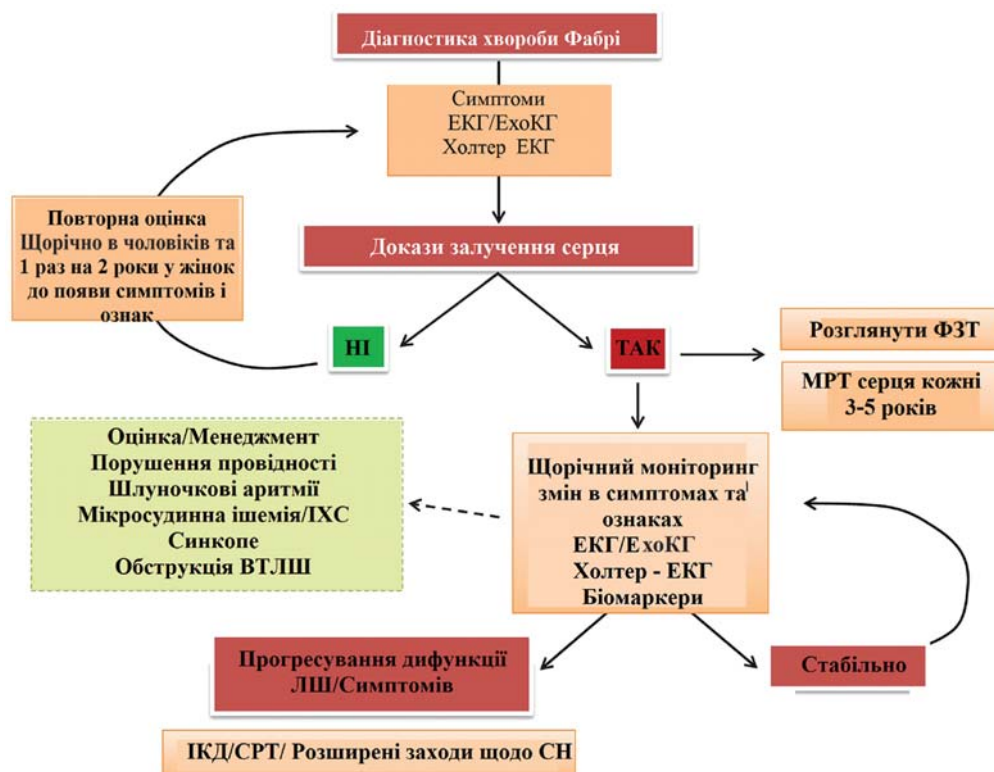 Діагностика хвороби Фабрі
Симптоми
ЕКГ/ЕхоКГ
Холтер ЕКГ
Повторна оцінка
Щорічно в чоловіків та
1 раз на 2 роки у жінок
до появи симптомів і
ознак
Докази залучення серця
НІ
ТАК
Розглянути ФЗТ
МРТ серця кожні
3-5 років
Оцінка/Менеджмент
Порушення провідності
Шлуночкові аритмії
Мікросудинна ішемія/ІХС
Синкопе
Обструкція ВТЛШ
Щорічний моніторинг
змін в симптомах та
ознаках
ЕКГ/ЕхоКГ
Холтер - ЕКГ
Біомаркери
Прогресування дифункції
ЛШ/Симптомів
Стабільно
ІКД/СРТ/ Розширені заходи щодо СН